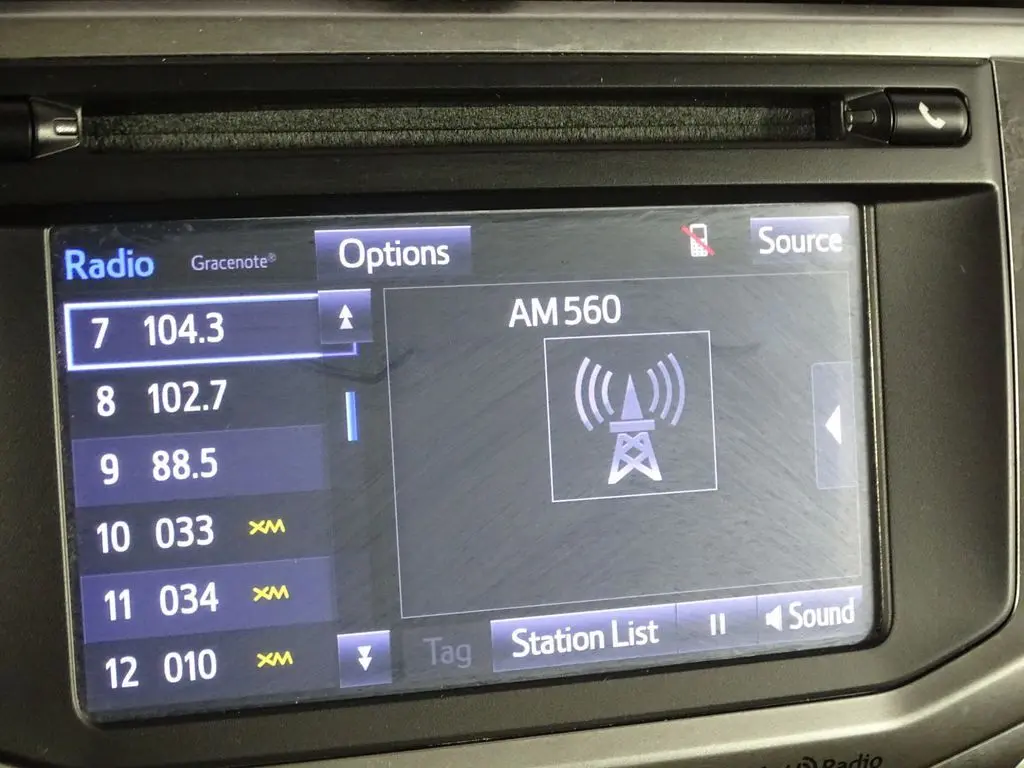 Radio Gracenote® Options Source
AM 560
7 104.3
8 102.7
9 88.5
10 033 XM
11 034 XM
12 010 XM
Tag Station List Sound
Radio